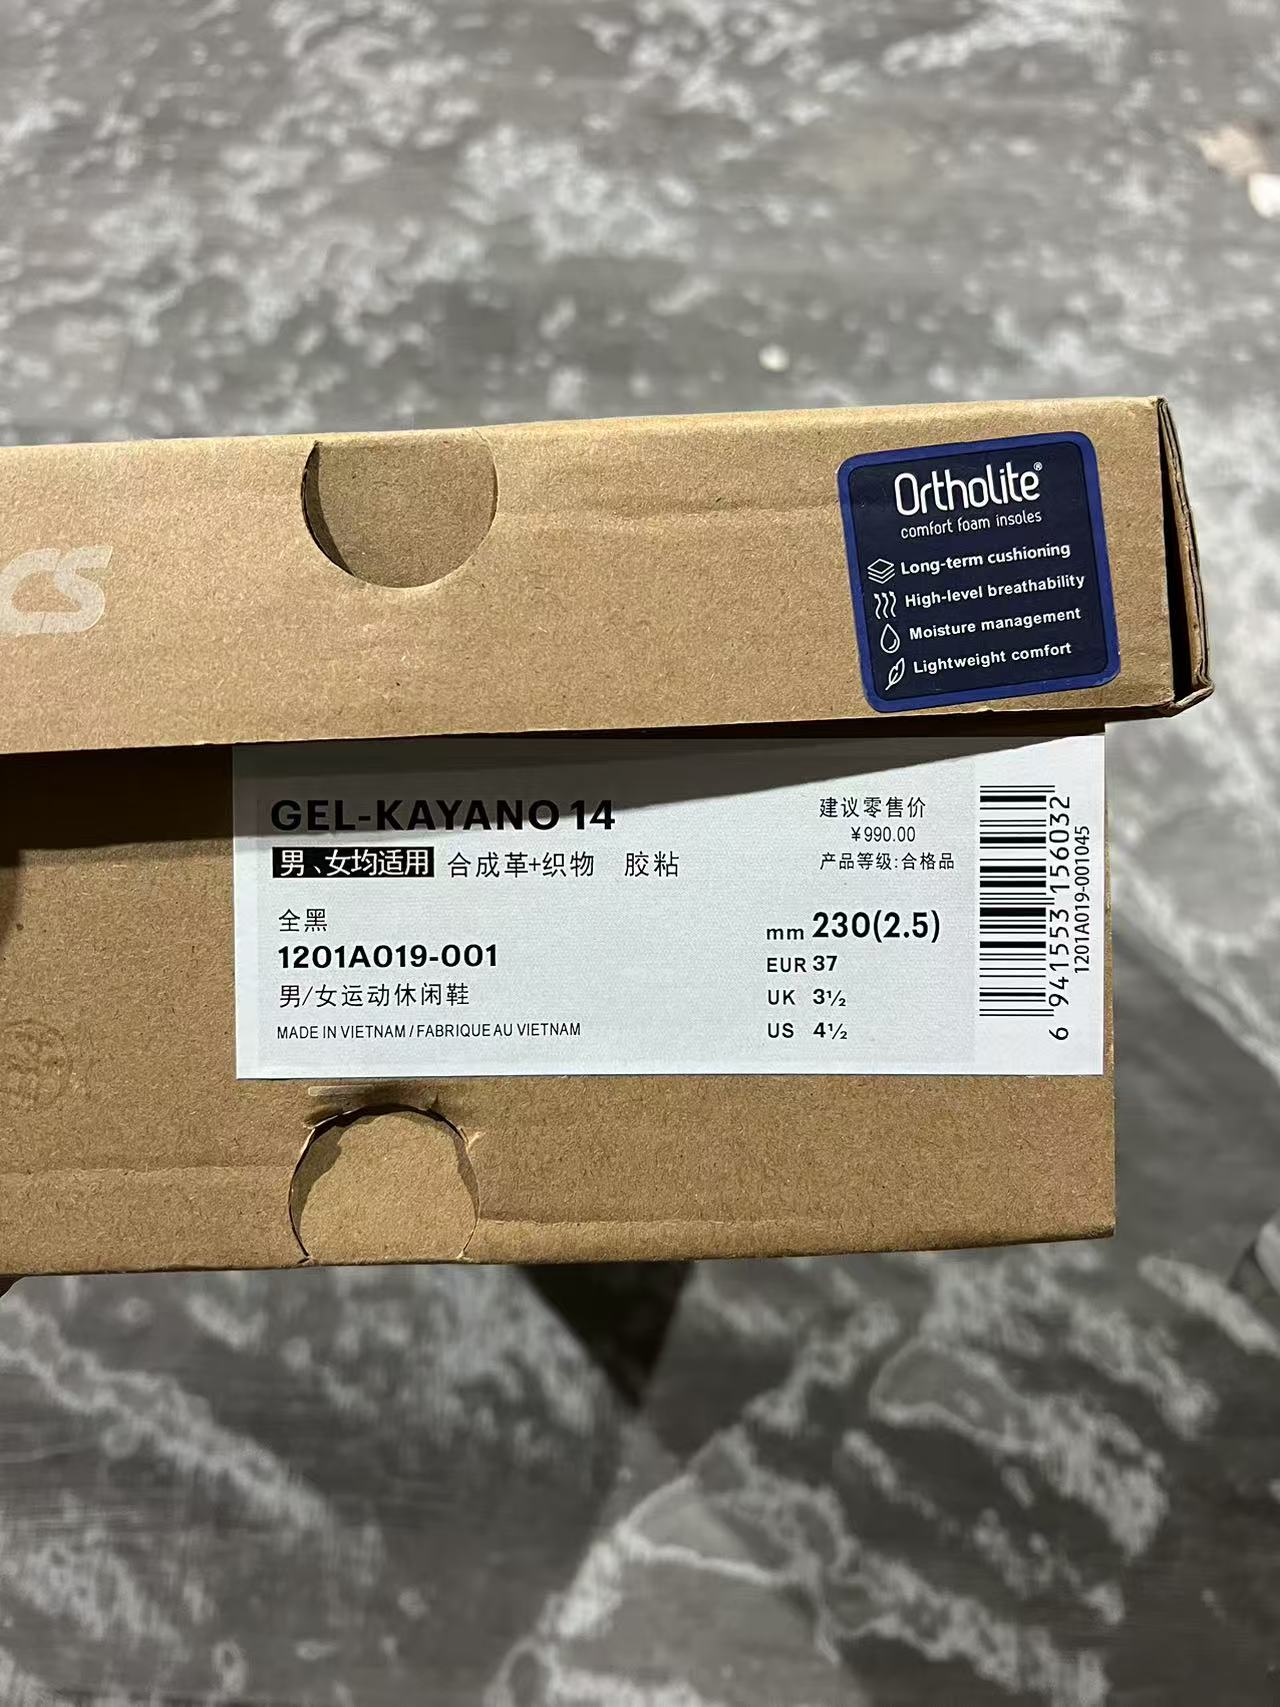 cs
Ortholite®
comfort foam insoles
Long-term cushioning
High-level breathability
Moisture management
Lightweight comfort
GEL-KAYANO 14
男、女均适用 合成革+织物 胶粘
全黑
1201A019-001
男/女运动休闲鞋
MADE IN VIETNAM / FABRIQUE AU VIETNAM
建议零售价
¥990.00
产品等级:合格品
mm 230(2.5)
EUR 37
UK 3½
US 4½
6 941553 156032
1201A019-001045